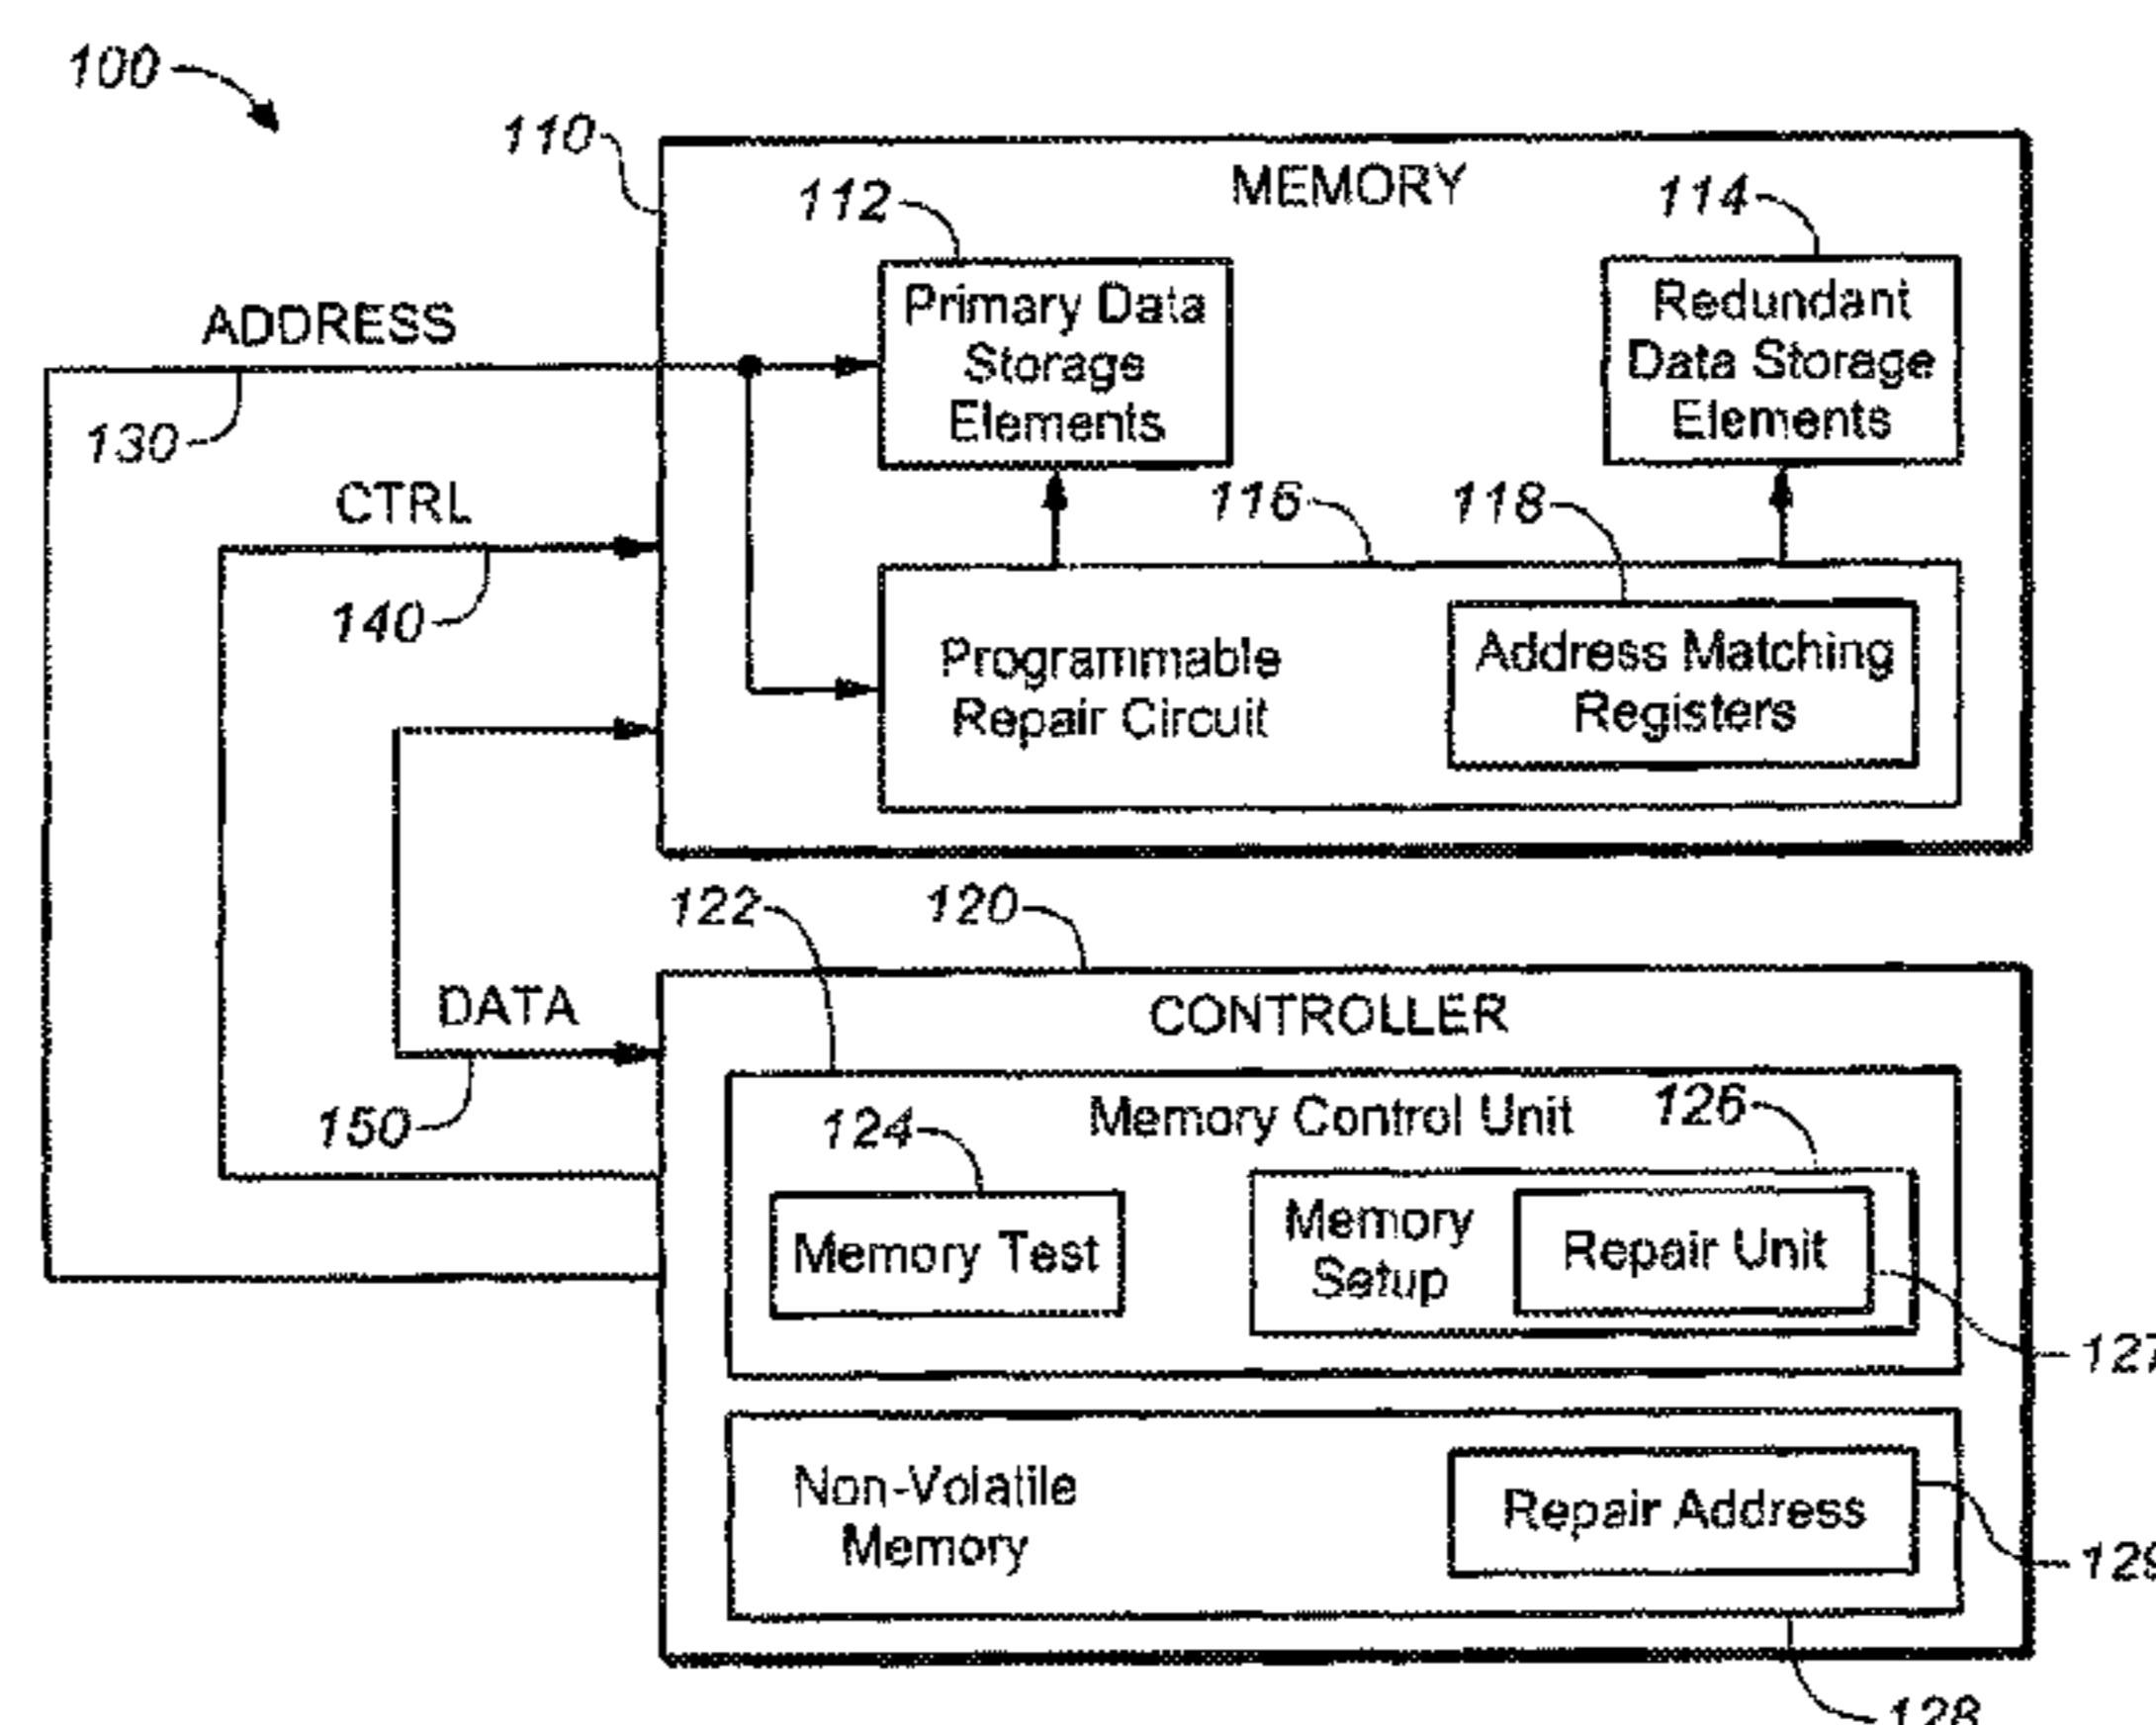 100
110
MEMORY
112
114
Primary Data
Storage
Elements
Redundant
Data Storage
Elements
ADDRESS
130
CTRL
140
116
118
Programmable
Repair Circuit
Address Matching
Registers
122
120
CONTROLLER
DATA
150
Memory Control Unit
124
126
Memory Test
Memory
Setup
Repair Unit
127
Non-Volatile
Memory
Repair Address
129
128